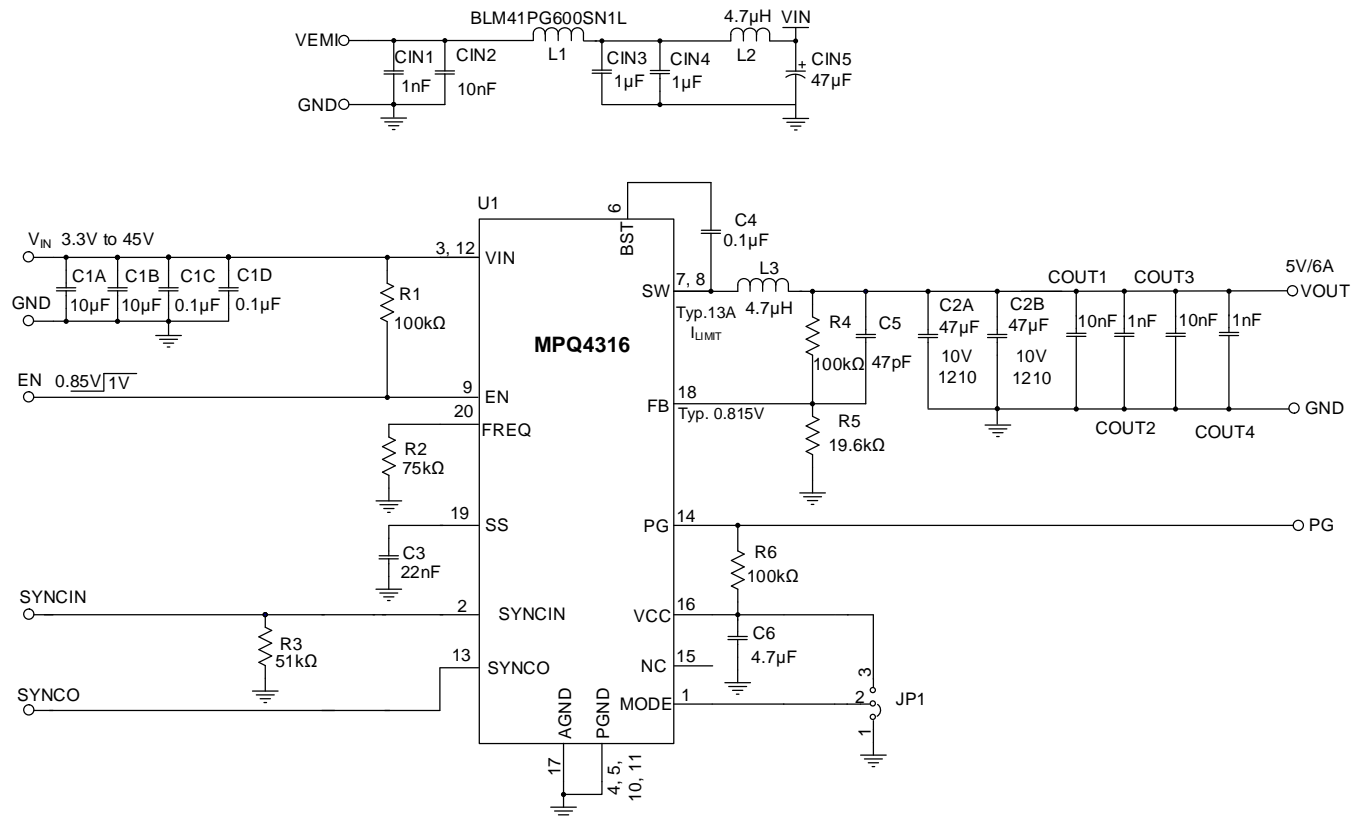 BLM41PG600SN1L
4.7µH
VIN
VEMI
L1
L2
CIN1
1nF
CIN2
10nF
CIN3
1µF
CIN4
1µF
+
CIN5
47µF
GND
U1
6
BST
C4
0.1µF
VIN 3.3V to 45V
3, 12
VIN
C1A
10µF
C1B
10µF
C1C
0.1µF
C1D
0.1µF
GND
R1
100kΩ
SW
7, 8
L3
4.7µH
Typ.13A
ILIMIT
MPQ4316
R4
100kΩ
C5
47pF
C2A
47µF
10V
1210
C2B
47µF
10V
1210
COUT1
COUT3
10nF
1nF
10nF
1nF
COUT2
COUT4
5V/6A
VOUT
GND
EN 0.85V 1V
9
EN
20
FREQ
R2
75kΩ
18
FB
Typ. 0.815V
R5
19.6kΩ
19
SS
C3
22nF
PG
14
PG
R6
100kΩ
SYNCIN
2
SYNCIN
R3
51kΩ
VCC
16
C6
4.7µF
13
SYNCO
SYNCO
NC
15
MODE
1
3
2
1
JP1
AGND
PGND
17
4, 5,
10, 11